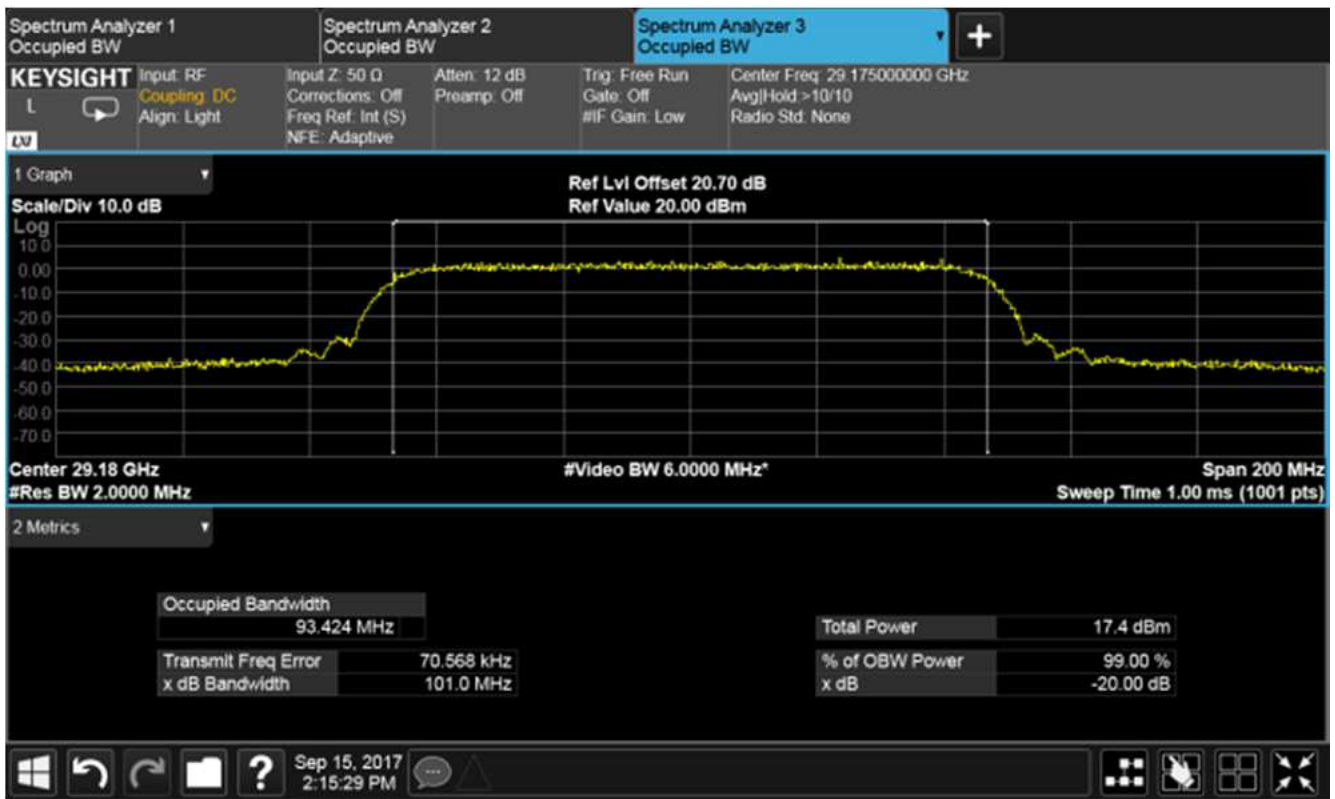 Spectrum Analyzer 1
Occupied BW
Spectrum Analyzer 2
Occupied BW
Spectrum Analyzer 3
Occupied BW
KEYSIGHT
L
LXI
Input: RF
Coupling: DC
Align: Light
Input Z: 50 Ω
Corrections: Off
Freq Ref: Int (S)
NFE: Adaptive
Atten: 12 dB
Preamp: Off
Trig: Free Run
Gate: Off
#IF Gain: Low
Center Freq: 29.175000000 GHz
Avg|Hold:>10/10
Radio Std: None
1 Graph
Scale/Div 10.0 dB
Ref Lvl Offset 20.70 dB
Ref Value 20.00 dBm
Log
10.0
0.00
-10.0
-20.0
-30.0
-40.0
-50.0
-60.0
-70.0
Center 29.18 GHz
#Res BW 2.0000 MHz
#Video BW 6.0000 MHz*
Span 200 MHz
Sweep Time 1.00 ms (1001 pts)
2 Metrics
Occupied Bandwidth
93.424 MHz
Transmit Freq Error 70.568 kHz
x dB Bandwidth 101.0 MHz
Total Power 17.4 dBm
% of OBW Power 99.00 %
x dB -20.00 dB
?
Sep 15, 2017
2:15:29 PM